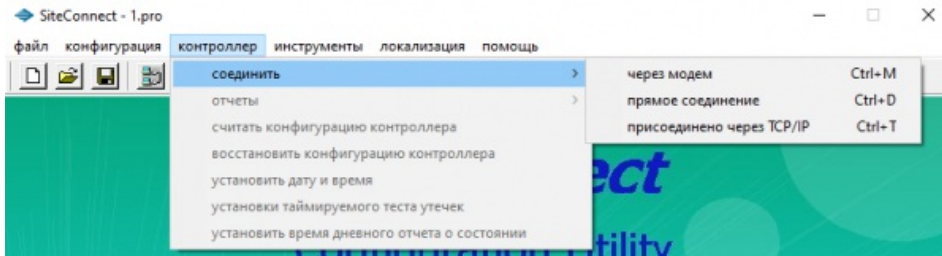 SiteConnect - 1.pro
файл конфигурация контроллер инструменты локализация помощь
соединить
через модем Ctrl+M
отчеты
прямое соединение Ctrl+D
считать конфигурацию контроллера
присоединено через TCP/IP Ctrl+T
восстановить конфигурацию контроллера
установить дату и время
ect
установки таймируемого теста утечек
установить время дневного отчета о состоянии
tility